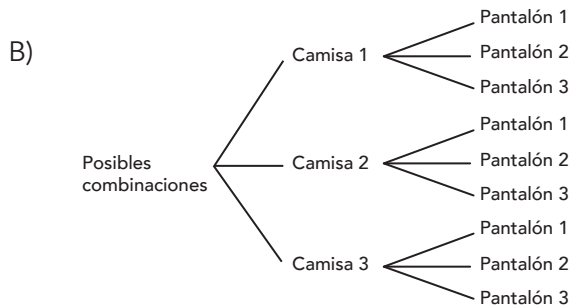 B)
Posibles
combinaciones
Camisa 1
Pantalón 1
Pantalón 2
Pantalón 3
Camisa 2
Pantalón 1
Pantalón 2
Pantalón 3
Camisa 3
Pantalón 1
Pantalón 2
Pantalón 3